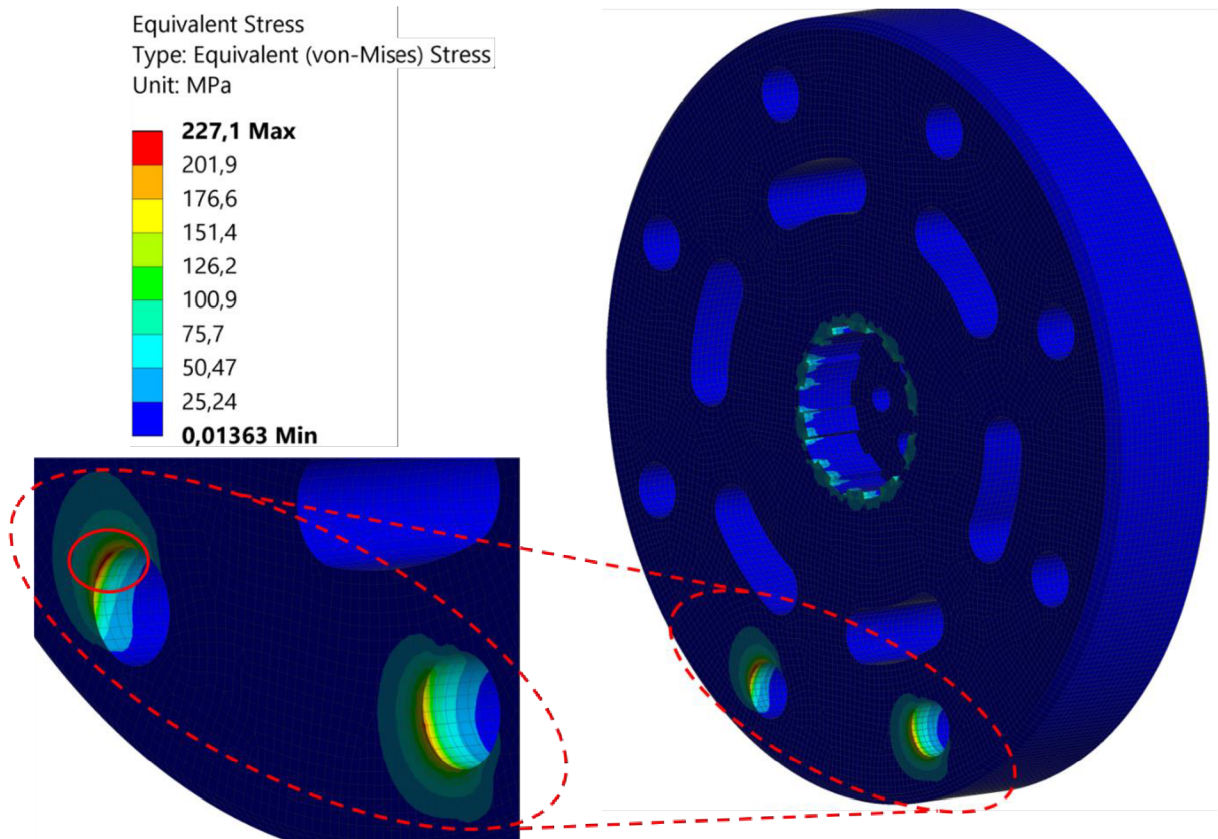 Equivalent Stress
Type: Equivalent (von-Mises) Stress
Unit: MPa
227,1 Max
201,9
176,6
151,4
126,2
100,9
75,7
50,47
25,24
0,01363 Min